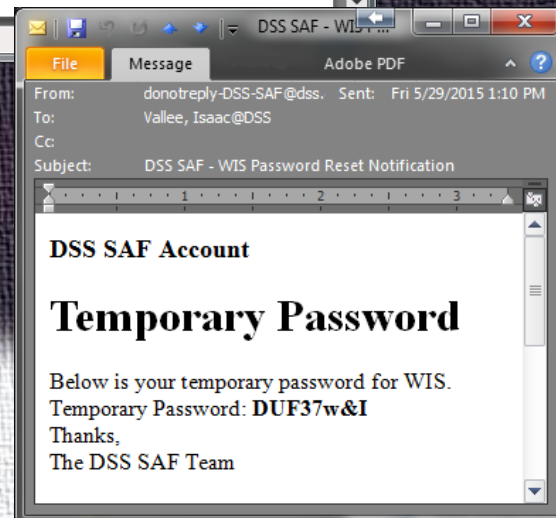 DSS SAF - WIS P...
File Message Adobe PDF
From: donotreply-DSS-SAF@dss. Sent: Fri 5/29/2015 1:10 PM
To: Vallee, Isaac@DSS
Cc:
Subject: DSS SAF - WIS Password Reset Notification
1 2 3
DSS SAF Account
Temporary Password
Below is your temporary password for WIS.
Temporary Password: DUF37w&I
Thanks,
The DSS SAF Team